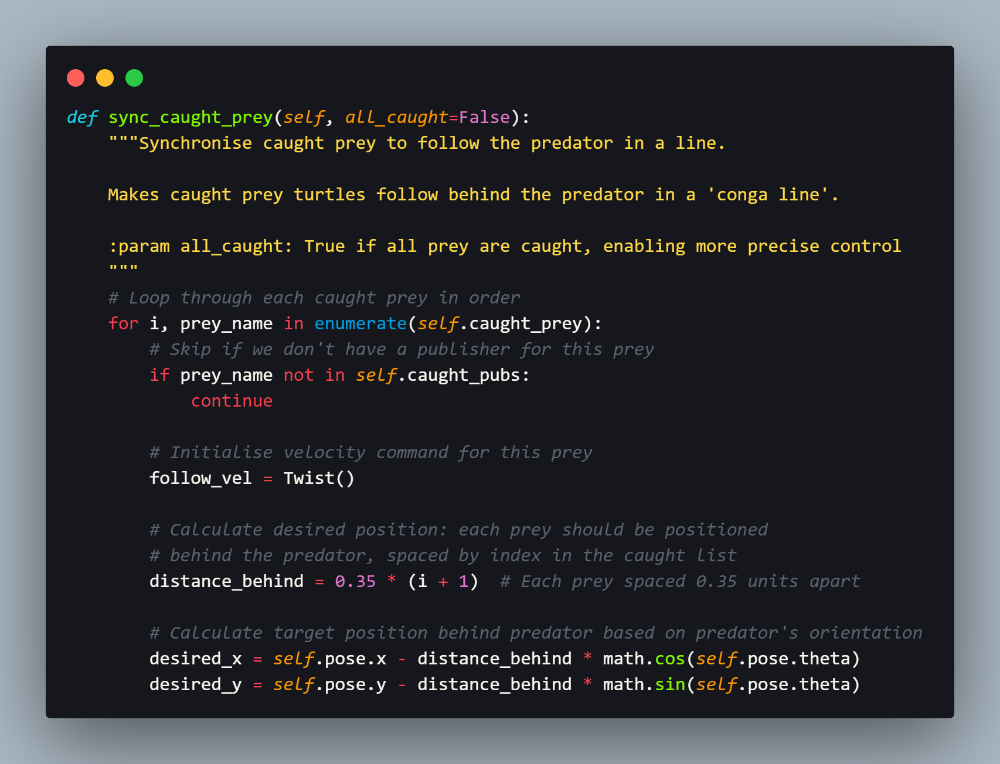 def sync_caught_prey(self, all_caught=False):
    """Synchronise caught prey to follow the predator in a line.

    Makes caught prey turtles follow behind the predator in a 'conga line'.

    :param all_caught: True if all prey are caught, enabling more precise control
    """
    # Loop through each caught prey in order
    for i, prey_name in enumerate(self.caught_prey):
        # Skip if we don't have a publisher for this prey
        if prey_name not in self.caught_pubs:
            continue

        # Initialise velocity command for this prey
        follow_vel = Twist()

        # Calculate desired position: each prey should be positioned
        # behind the predator, spaced by index in the caught list
        distance_behind = 0.35 * (i + 1)  # Each prey spaced 0.35 units apart

        # Calculate target position behind predator based on predator's orientation
        desired_x = self.pose.x - distance_behind * math.cos(self.pose.theta)
        desired_y = self.pose.y - distance_behind * math.sin(self.pose.theta)